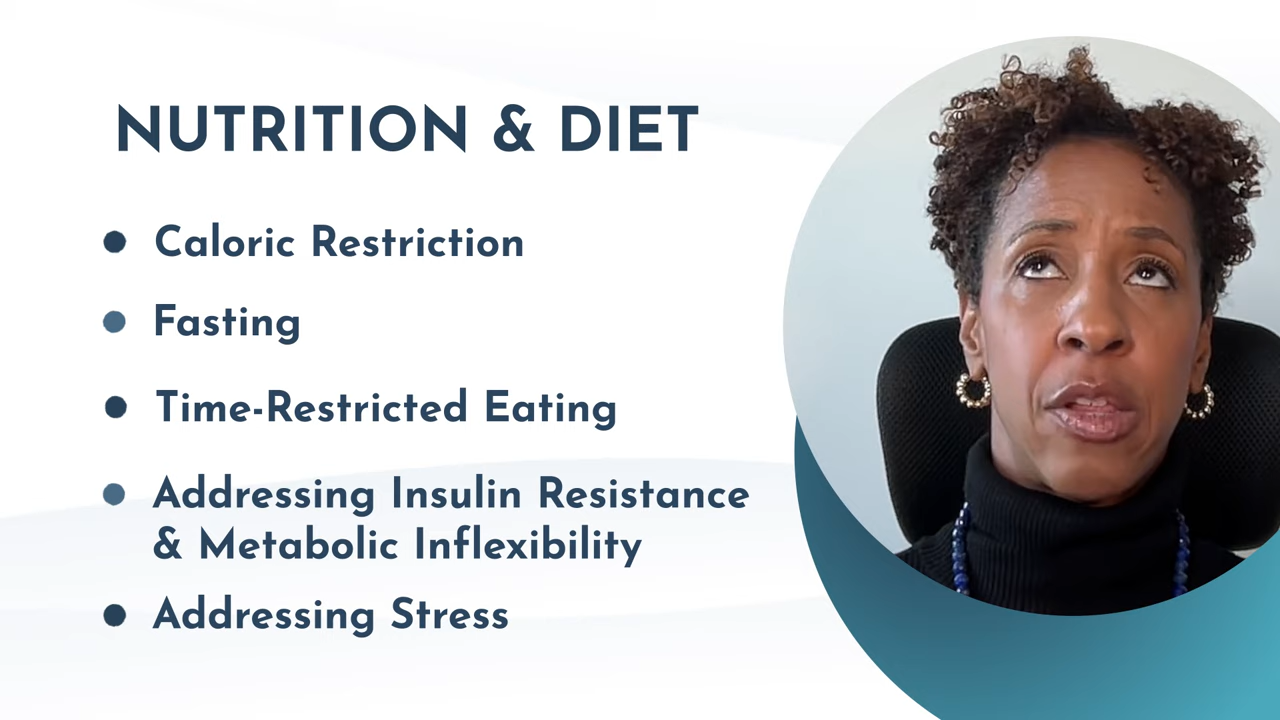 NUTRITION & DIET
Caloric Restriction
Fasting
Time-Restricted Eating
Addressing Insulin Resistance
& Metabolic Inflexibility
Addressing Stress